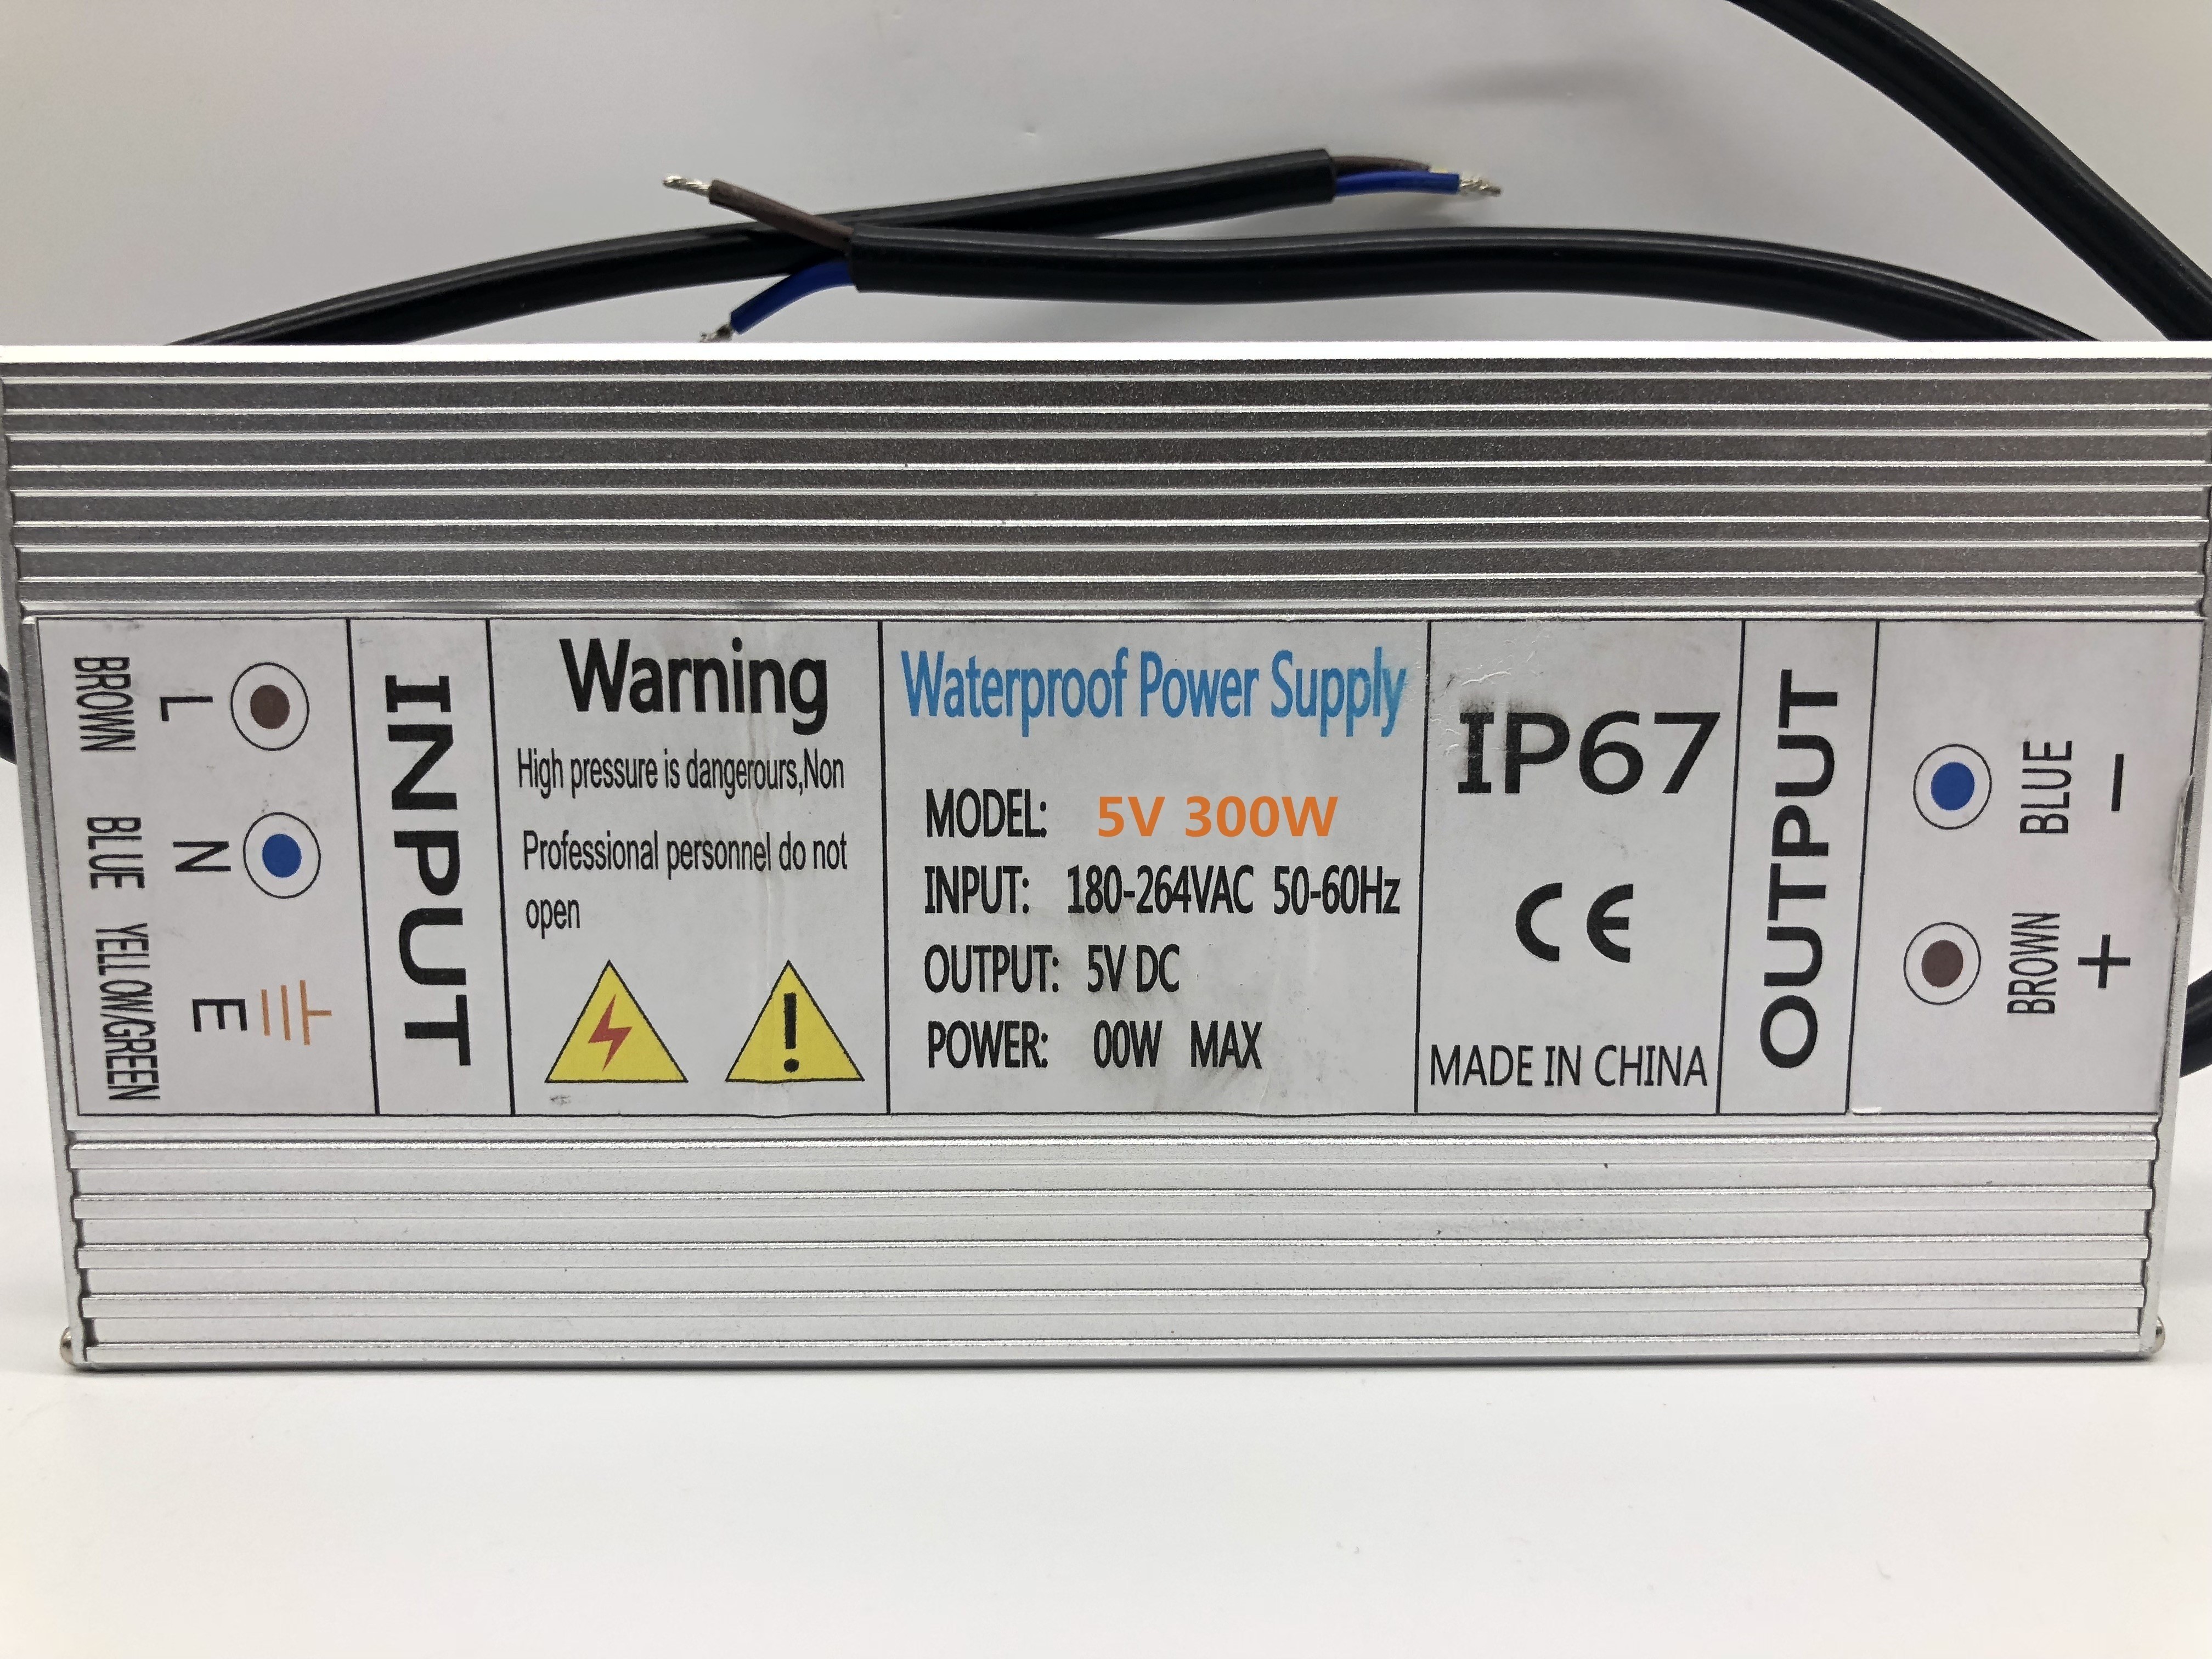 BROWN
L
BLUE
N
YELLOW/GREEN
E
INPUT
Warning
High pressure is dangerours,Non
Professional personnel do not
open
Waterproof Power Supply
MODEL: 5V 300W
INPUT: 180-264VAC 50-60Hz
OUTPUT: 5V DC
POWER: 00W MAX
IP67
CE
MADE IN CHINA
OUTPUT
BLUE -
BROWN +